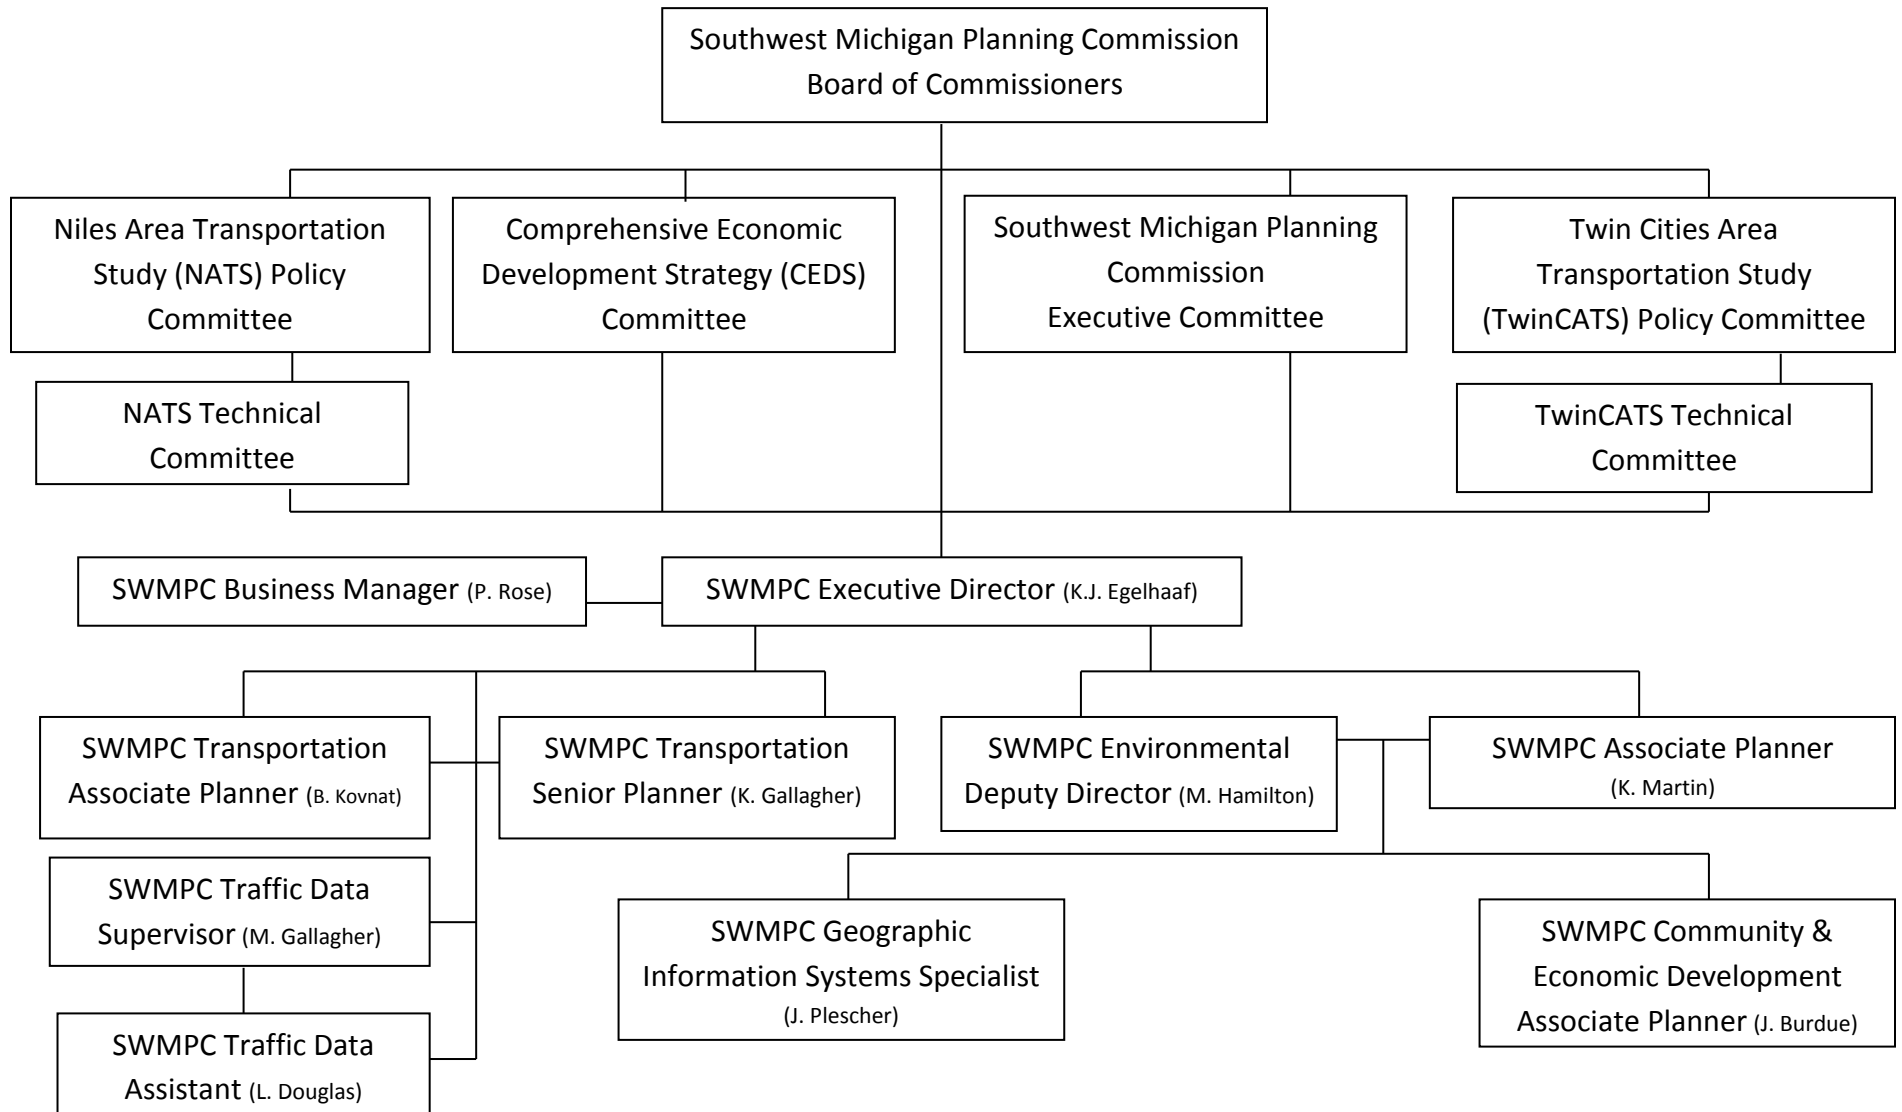 Southwest Michigan Planning Commission
Board of Commissioners
Niles Area Transportation
Study (NATS) Policy
Committee
Comprehensive Economic
Development Strategy (CEDS)
Committee
Southwest Michigan Planning
Commission
Executive Committee
Twin Cities Area
Transportation Study
(TwinCATS) Policy Committee
NATS Technical
Committee
TwinCATS Technical
Committee
SWMPC Business Manager (P. Rose)
SWMPC Executive Director (K.J. Egelhaaf)
SWMPC Transportation
Associate Planner (B. Kovnat)
SWMPC Transportation
Senior Planner (K. Gallagher)
SWMPC Environmental
Deputy Director (M. Hamilton)
SWMPC Associate Planner
(K. Martin)
SWMPC Traffic Data
Supervisor (M. Gallagher)
SWMPC Geographic
Information Systems Specialist
(J. Plescher)
SWMPC Community &
Economic Development
Associate Planner (J. Burdue)
SWMPC Traffic Data
Assistant (L. Douglas)